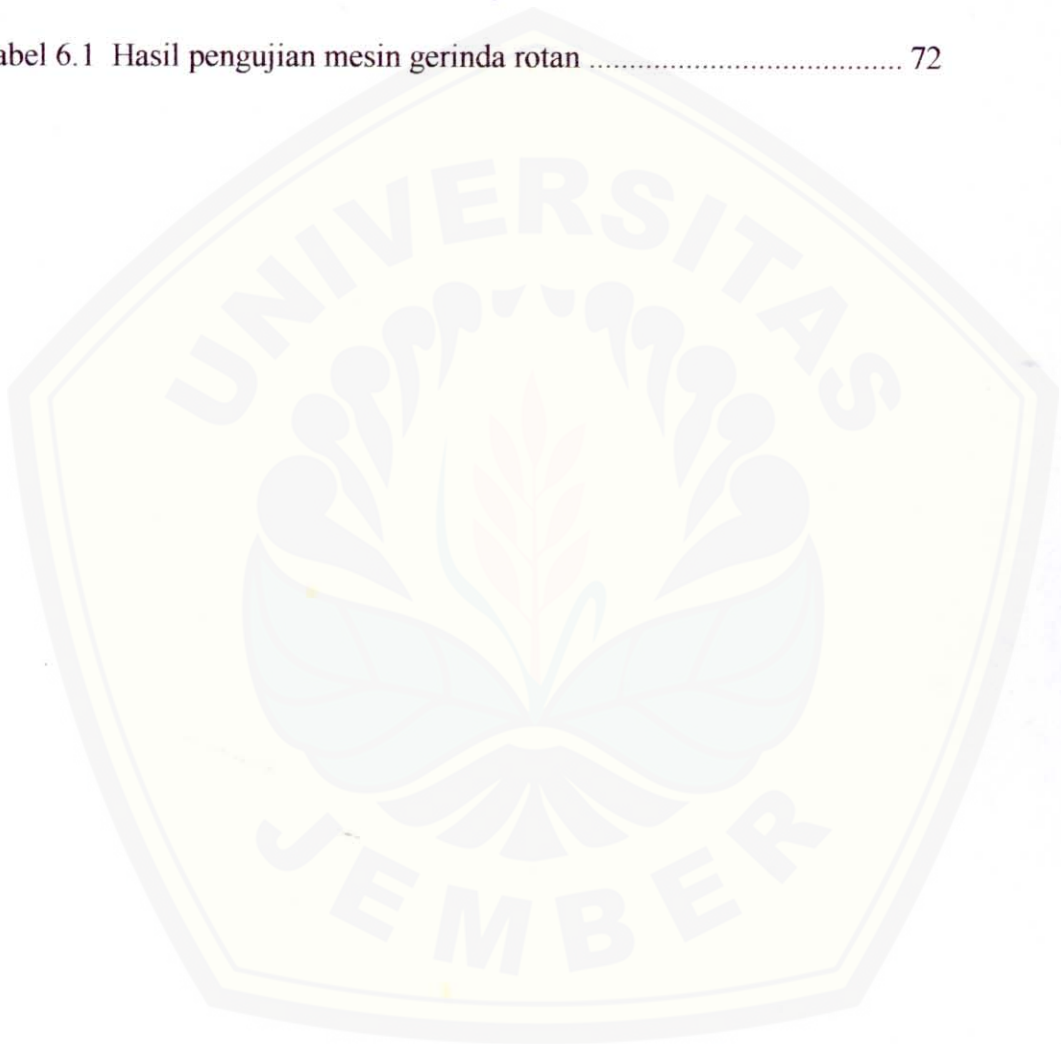 abel 6.1 Hasil pengujian mesin gerinda rotan ....................................... 72
UNIVERSITAS
JEMBER